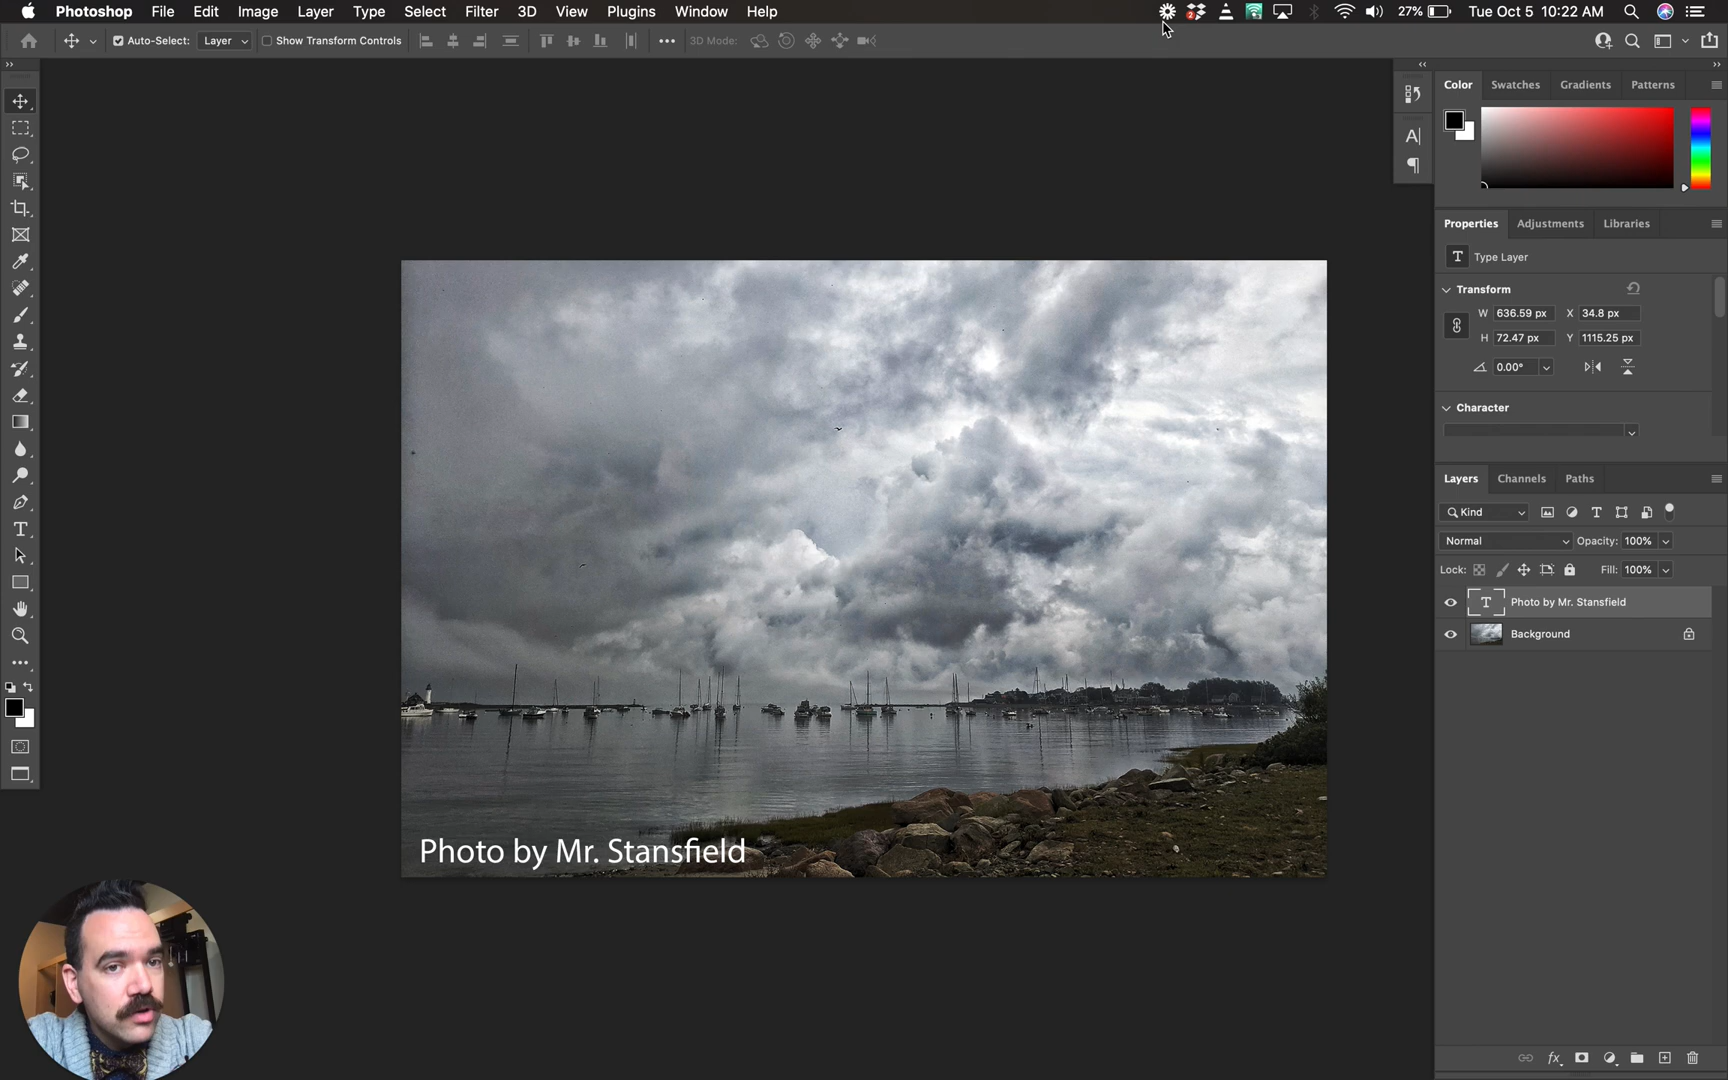 Photoshop File Edit Image Layer Type Select Filter 3D View Plugins Window Help 2 27% Tue Oct 5 10:22 AM
Auto-Select: Layer Show Transform Controls 3D Mode:
Color Swatches Gradients Patterns
A|
Properties Adjustments Libraries
T Type Layer
Transform
W 636.59 px X 34.8 px
H 72.47 px Y 1115.25 px
0.00°
Character
Layers Channels Paths
Kind T
Normal Opacity: 100%
Lock: Fill: 100%
T Photo by Mr. Stansfield
Background
T
Photo by Mr. Stansfield
fx